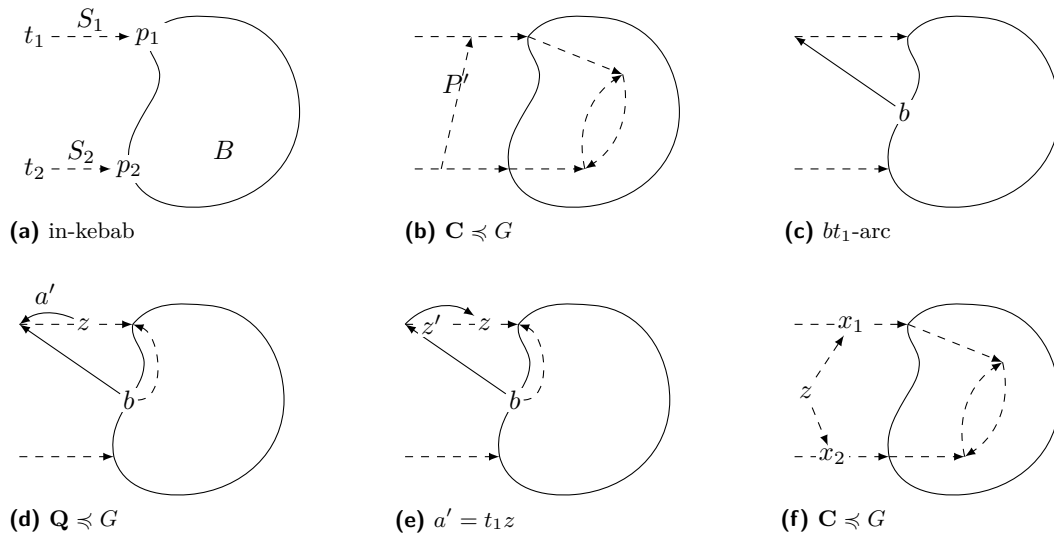 t₁ S₁ p₁
t₂ S₂ p₂ B
(a) in-kebab
P′
(b) C ≼ G
b
(c) bt₁-arc
a′
z
b
(d) Q ≼ G
z′ z
b
(e) a′ = t₁z
x₁
z
x₂
(f) C ≼ G